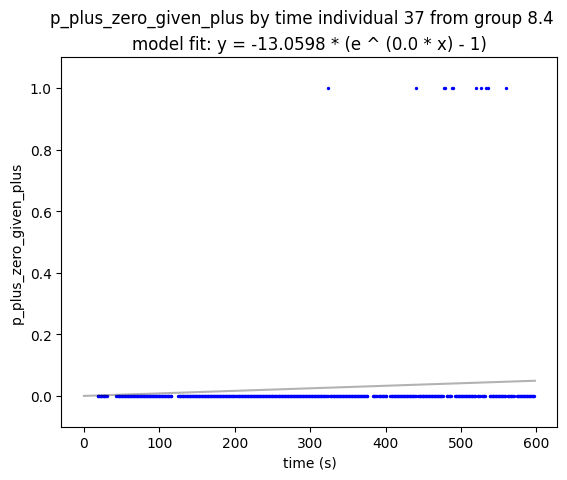 p_plus_zero_given_plus by time individual 37 from group 8.4
model fit: y = -13.0598 * (e ^ (0.0 * x) - 1)
1.0
0.8
0.6
0.4
0.2
0.0
p_plus_zero_given_plus
0 100 200 300 400 500 600
time (s)